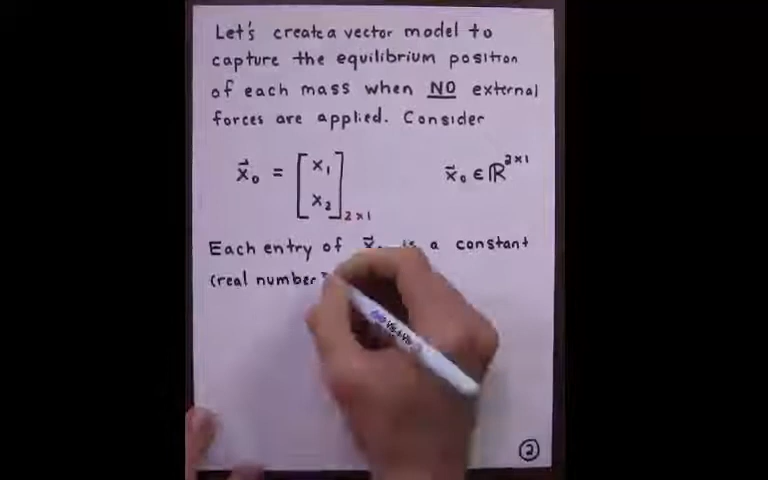 Let's create a vector model to
capture the equilibrium position
of each mass when NO external
forces are applied. Consider
x⃗₀ = [x₁ x₂]₂ₓ₁ x⃗₀ ∈ ℝ²ˣ¹
Each entry of is a constant
(real number
2